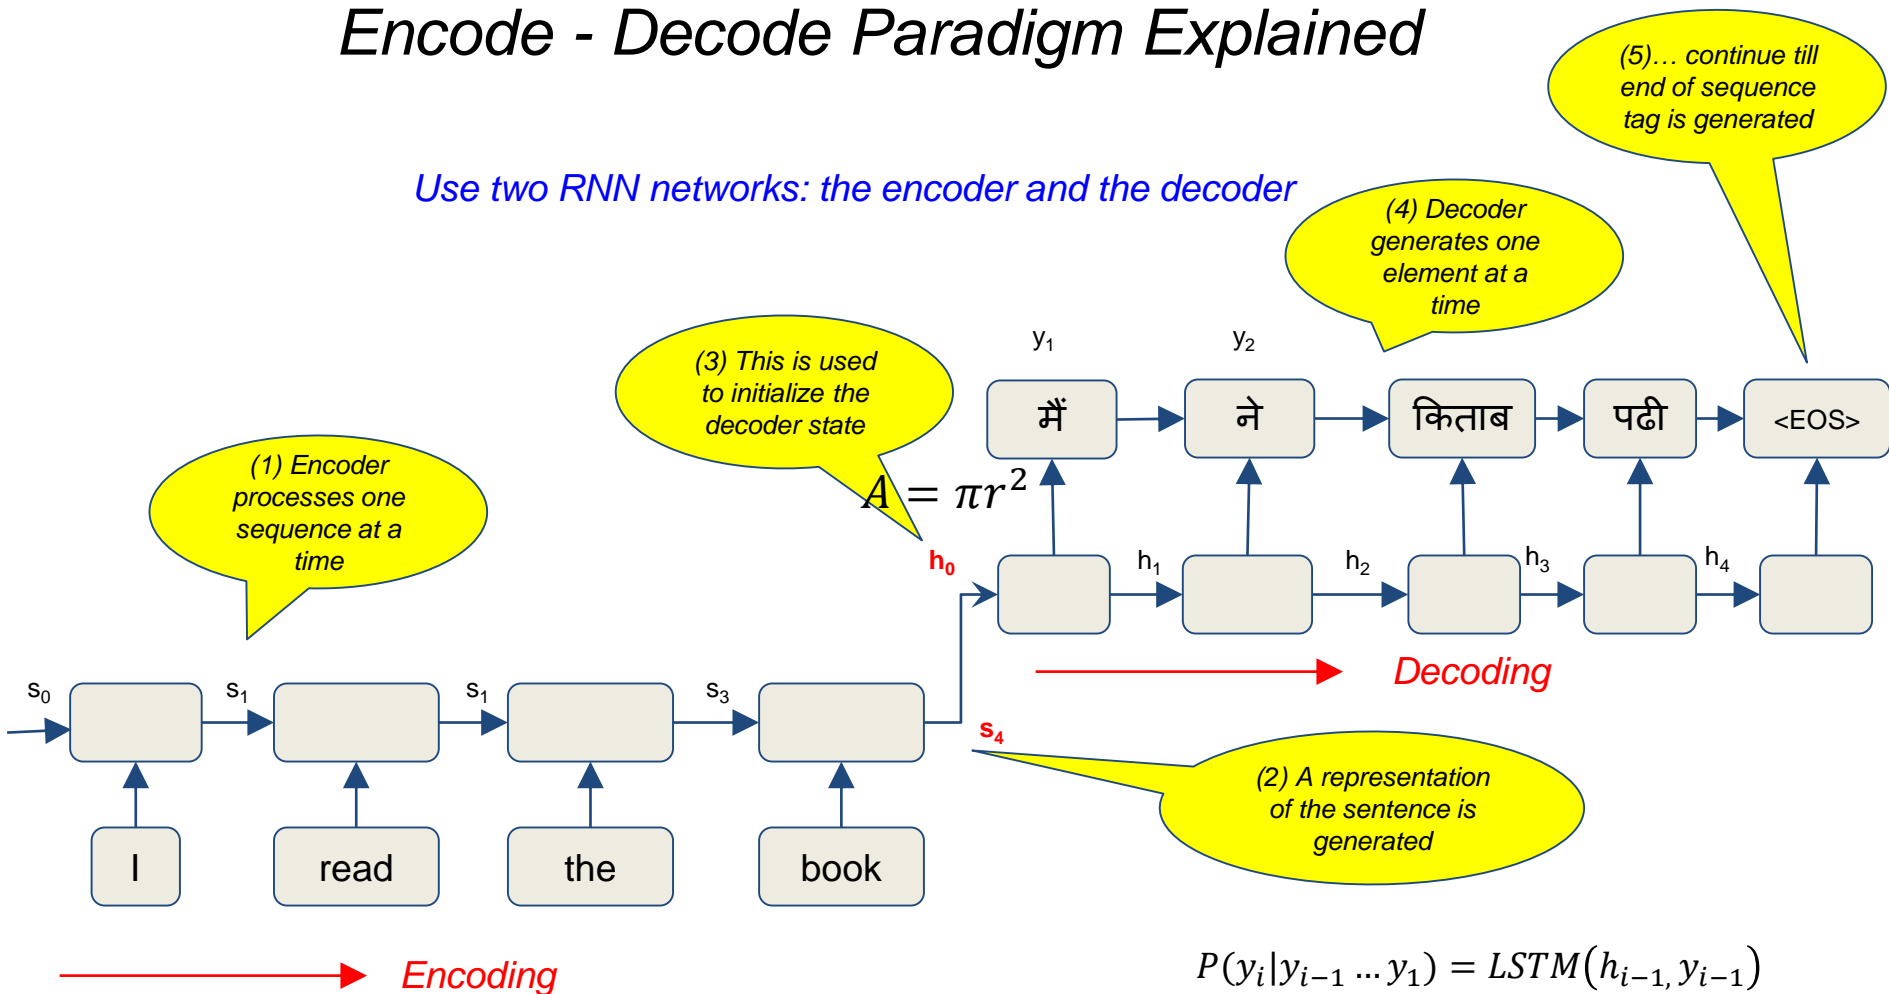 Encode - Decode Paradigm Explained
(5)… continue till
end of sequence
tag is generated
Use two RNN networks: the encoder and the decoder
(4) Decoder
generates one
element at a
time
(3) This is used
to initialize the
decoder state
y₁ y₂
मैं ने किताब पढी <EOS>
(1) Encoder
processes one
sequence at a
time
A = πr²
h₀ h₁ h₂ h₃ h₄
Decoding
s₀ s₁ s₁ s₃ s₄
(2) A representation
of the sentence is
generated
I read the book
Encoding
P(yᵢ|yᵢ₋₁ … y₁) = LSTM(hᵢ₋₁, yᵢ₋₁)